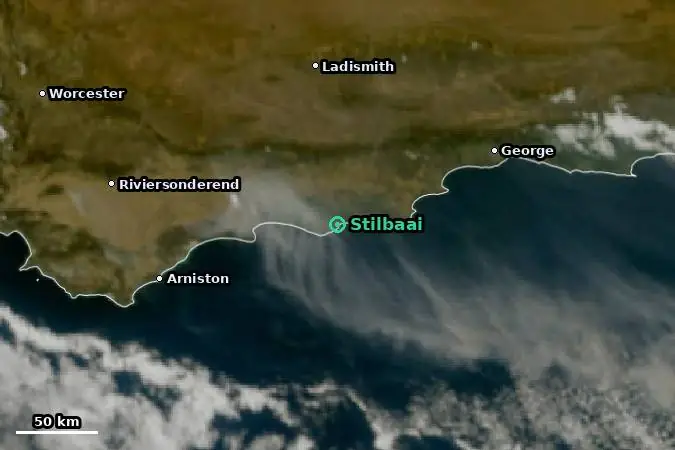 Ladismith
Worcester
George
Riviersonderend
Stilbaai
Arniston
50 km